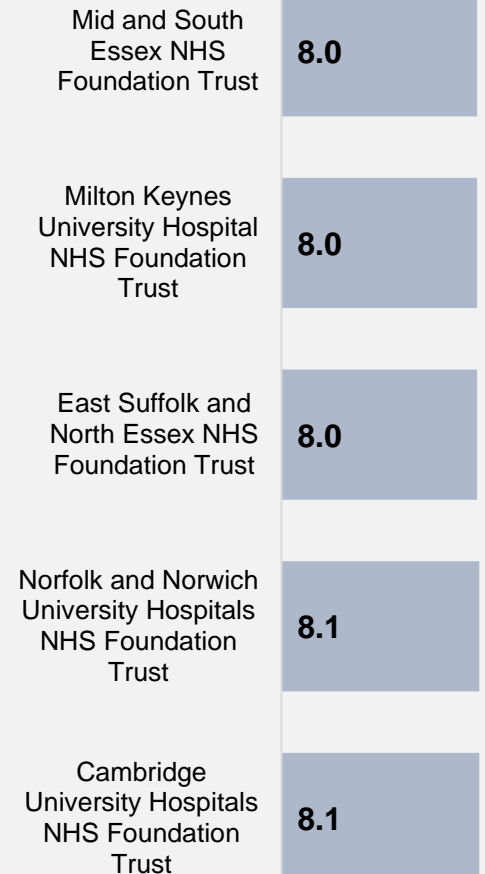 Mid and South
Essex NHS
Foundation Trust
8.0
Milton Keynes
University Hospital
NHS Foundation
Trust
8.0
East Suffolk and
North Essex NHS
Foundation Trust
8.0
Norfolk and Norwich
University Hospitals
NHS Foundation
Trust
8.1
Cambridge
University Hospitals
NHS Foundation
Trust
8.1